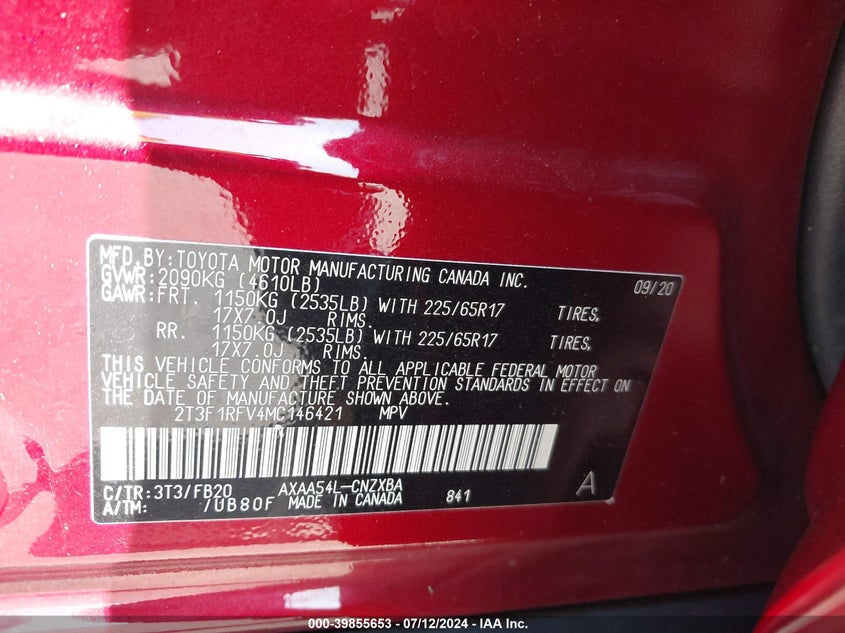 MFD.BY:TOYOTA MOTOR MANUFACTURING CANADA INC.
GVWR:2090KG (4610LB) 09/20
GAWR:FRT. 1150KG (2535LB) WITH 225/65R17 TIRES,
17X7.0J RIMS.
RR. 1150KG (2535LB) WITH 225/65R17 TIRES,
17X7.0J RIMS.
THIS VEHICLE CONFORMS TO ALL APPLICABLE FEDERAL MOTOR
VEHICLE SAFETY AND THEFT PREVENTION STANDARDS IN EFFECT ON
THE DATE OF MANUFACTURE SHOWN ABOVE.
2T3F1RFV4MC146421 MPV
C/TR:3T3/FB20 AXAA54L-CNZXBA A
A/TM: /UB80F MADE IN CANADA 841
000-39855653 - 07/12/2024 - IAA Inc.